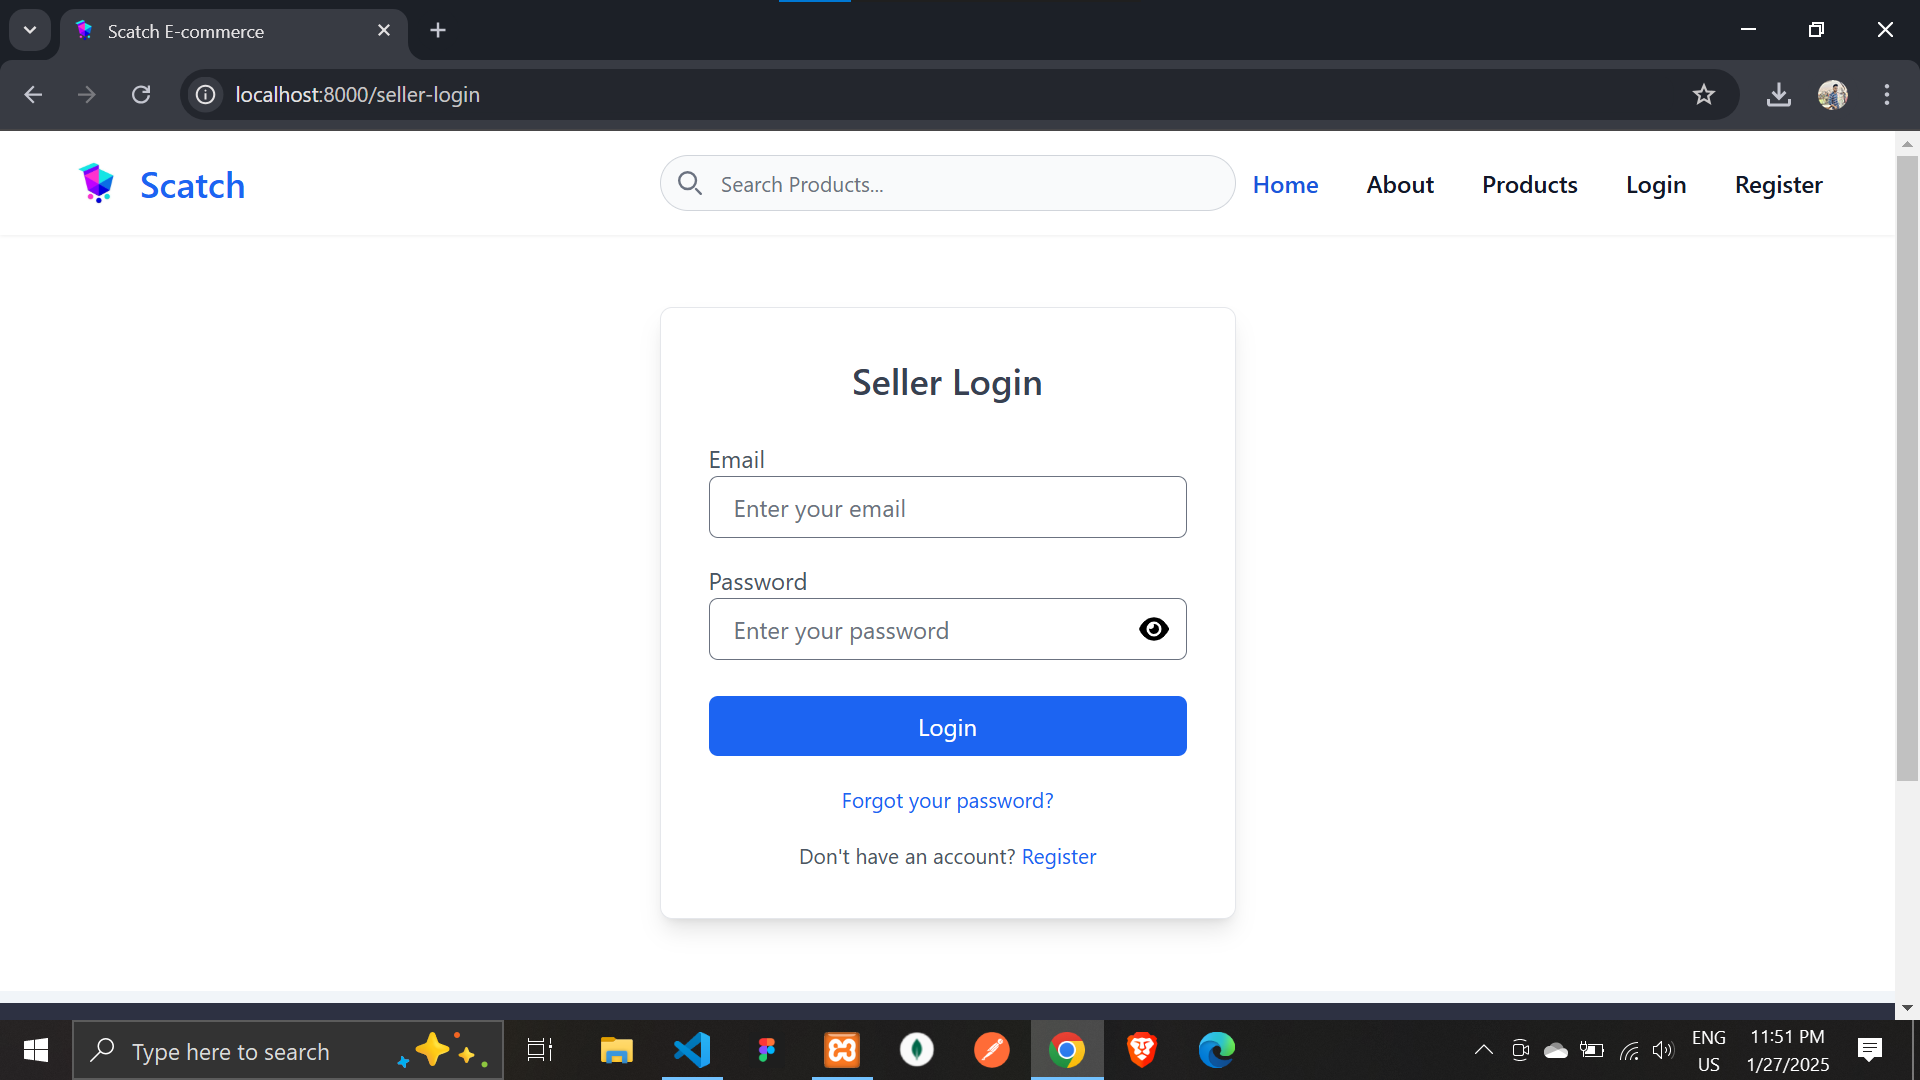 Scatch E-commerce
localhost:8000/seller-login
Scatch
Search Products...
Home
About
Products
Login
Register
Seller Login
Email
Enter your email
Password
Enter your password
Login
Forgot your password?
Don't have an account? Register
Type here to search
ENG
US
11:51 PM
1/27/2025